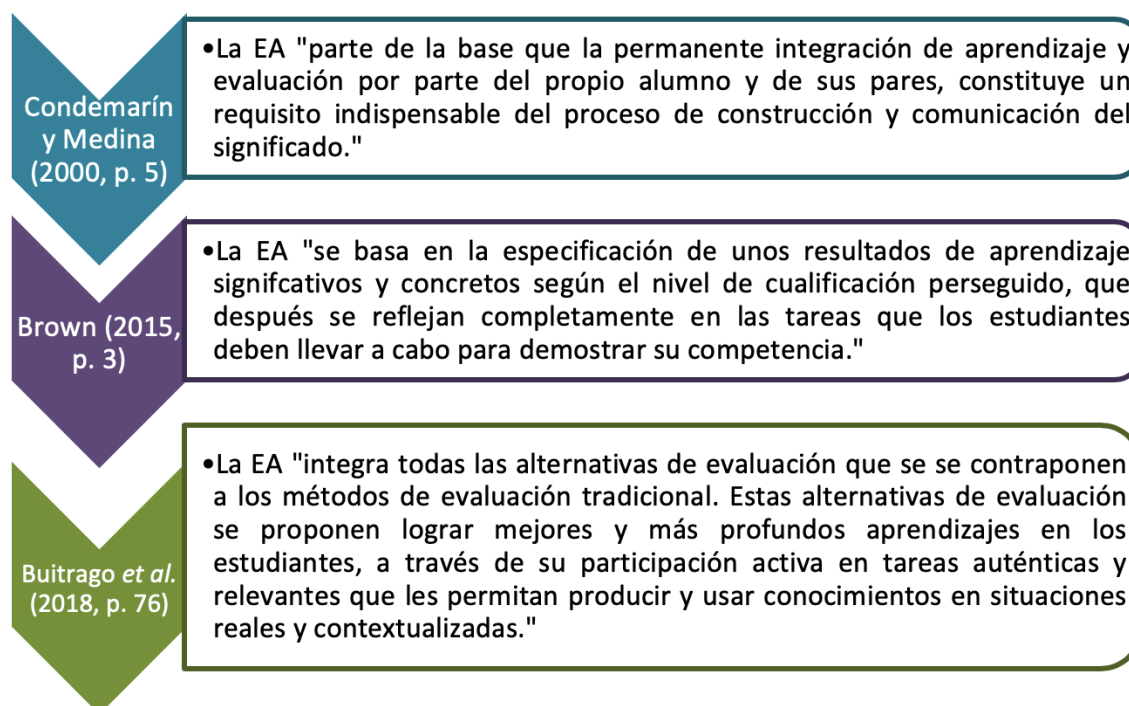 Condemarín
y Medina
(2000, p. 5)
•La EA "parte de la base que la permanente integración de aprendizaje y
evaluación por parte del propio alumno y de sus pares, constituye un
requisito indispensable del proceso de construcción y comunicación del
significado."
Brown (2015,
p. 3)
•La EA "se basa en la especificación de unos resultados de aprendizaje
signifcativos y concretos según el nivel de cualificación perseguido, que
después se reflejan completamente en las tareas que los estudiantes
deben llevar a cabo para demostrar su competencia."
Buitrago et al.
(2018, p. 76)
•La EA "integra todas las alternativas de evaluación que se se contraponen
a los métodos de evaluación tradicional. Estas alternativas de evaluación
se proponen lograr mejores y más profundos aprendizajes en los
estudiantes, a través de su participación activa en tareas auténticas y
relevantes que les permitan producir y usar conocimientos en situaciones
reales y contextualizadas."